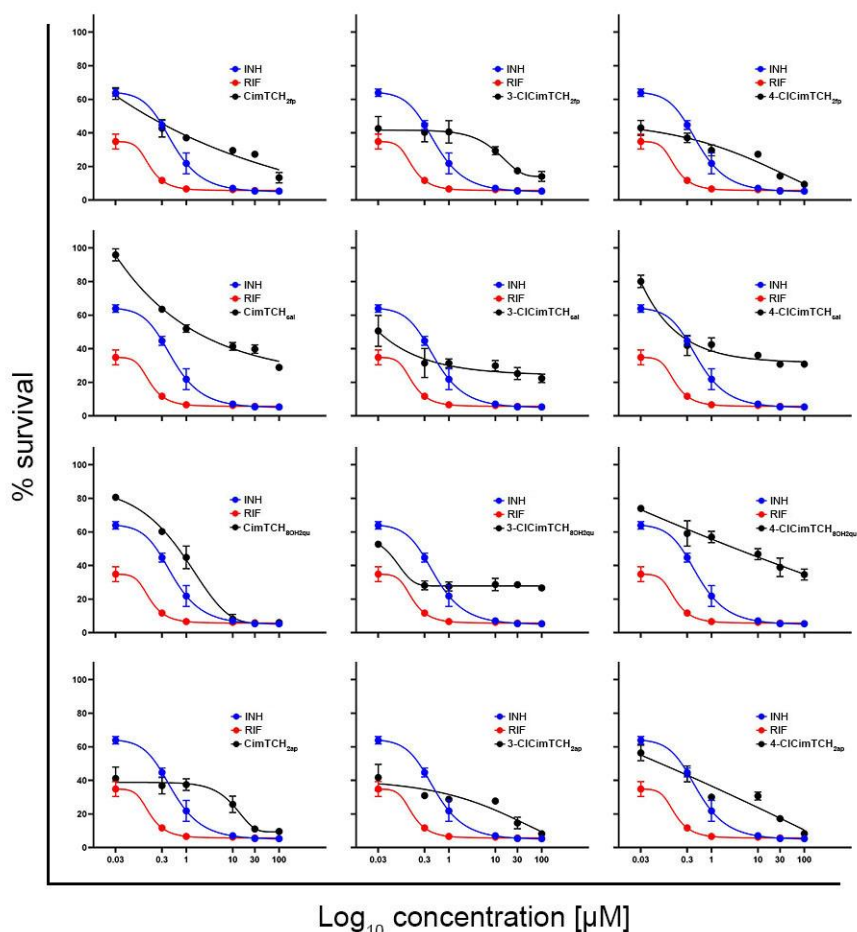 % survival
100
80
60
40
20
0
INH
RIF
CimTCH2fp
INH
RIF
3-ClCimTCH2fp
INH
RIF
4-ClCimTCH2fp
100
80
60
40
20
0
INH
RIF
CimTCHsal
INH
RIF
3-ClCimTCHsal
INH
RIF
4-ClCimTCHsal
100
80
60
40
20
0
INH
RIF
CimTCH8OH2qu
INH
RIF
3-ClCimTCH8OH2qu
INH
RIF
4-ClCimTCH8OH2qu
100
80
60
40
20
0
INH
RIF
CimTCH2ap
INH
RIF
3-ClCimTCH2ap
INH
RIF
4-ClCimTCH2ap
0.03 0.3 1 10 30 100
0.03 0.3 1 10 30 100
0.03 0.3 1 10 30 100
Log10 concentration [µM]